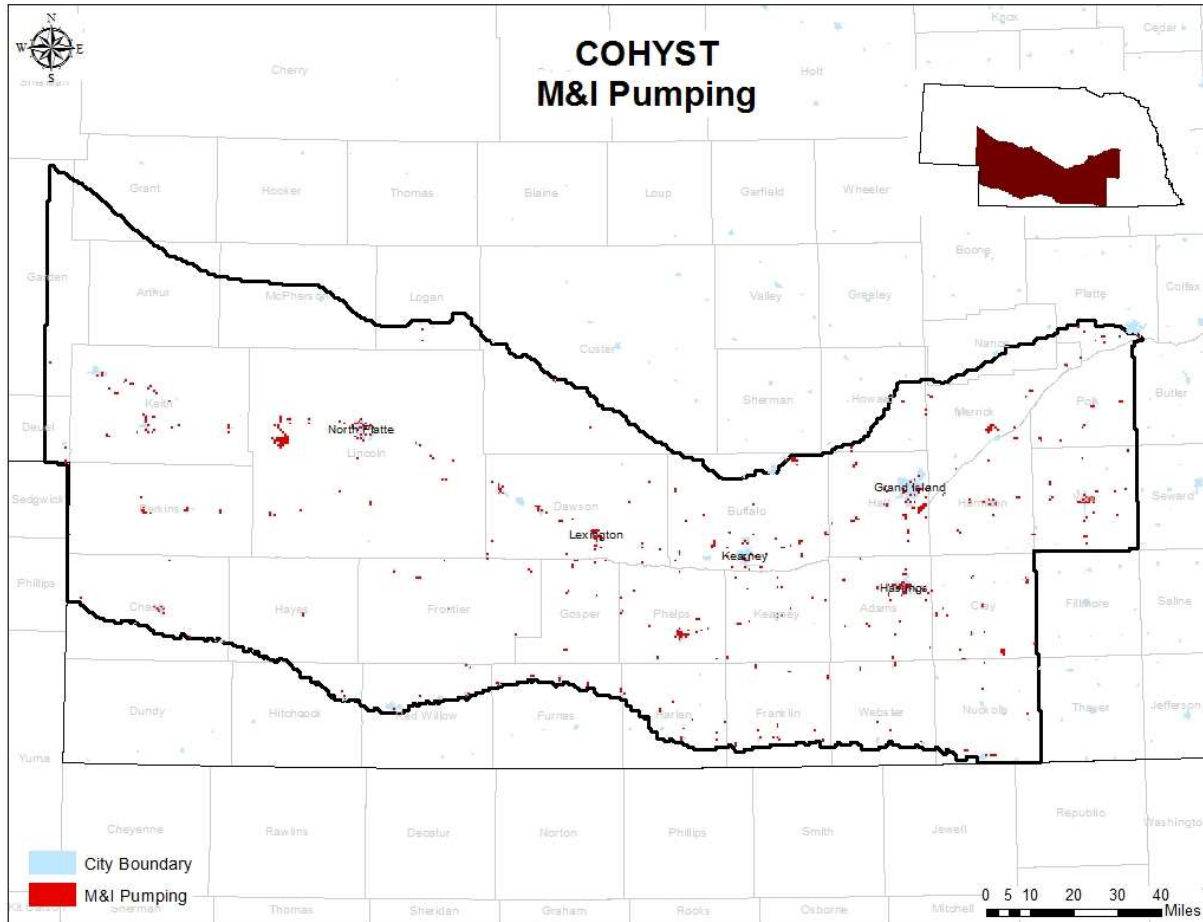 N
W E
S
COHYST
M&I Pumping
Knox
Cedar
Cherry
Holt
Grant
Hooker
Thomas
Blaine
Loup
Garfield
Wheeler
Boone
Garden
Arthur
McPherson
Logan
Valley
Greeley
Platte
Colfax
Custer
Nance
Keith
Sherman
Howard
Merrick
Polk
Butler
Deuel
North Platte
Lincoln
Sedgwick
Perkins
Dawson
Buffalo
Grand Island
Hall
Hamilton
York
Seward
Lexington
Kearney
Phillips
Chase
Hayes
Frontier
Gosper
Phelps
Kearney
Adams
Hastings
Clay
Fillmore
Saline
Dundy
Hitchcock
Red Willow
Furnas
Harlan
Franklin
Webster
Nuckolls
Thayer
Jefferson
Yuma
Cheyenne
Rawlins
Decatur
Norton
Phillips
Smith
Jewell
Republic
Washington
City Boundary
M&I Pumping
Kit Carson
Sherman
Thomas
Sheridan
Graham
Rooks
Osborne
Mitchell
0 5 10 20 30 40
Miles